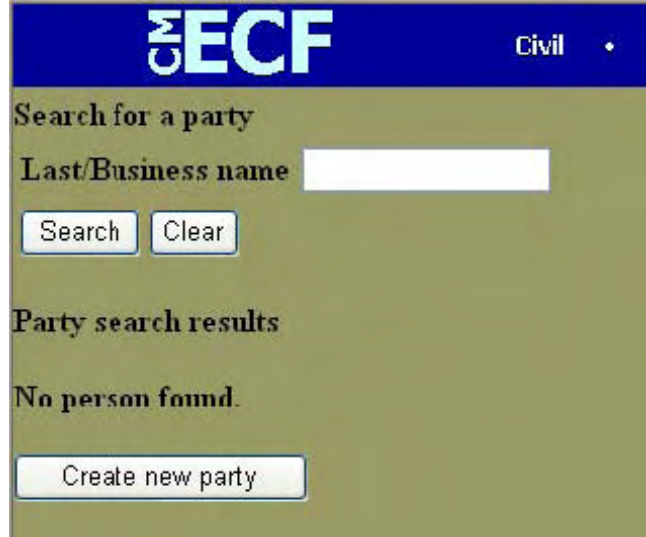 CM ECF Civil •
Search for a party
Last/Business name
Search Clear
Party search results
No person found.
Create new party